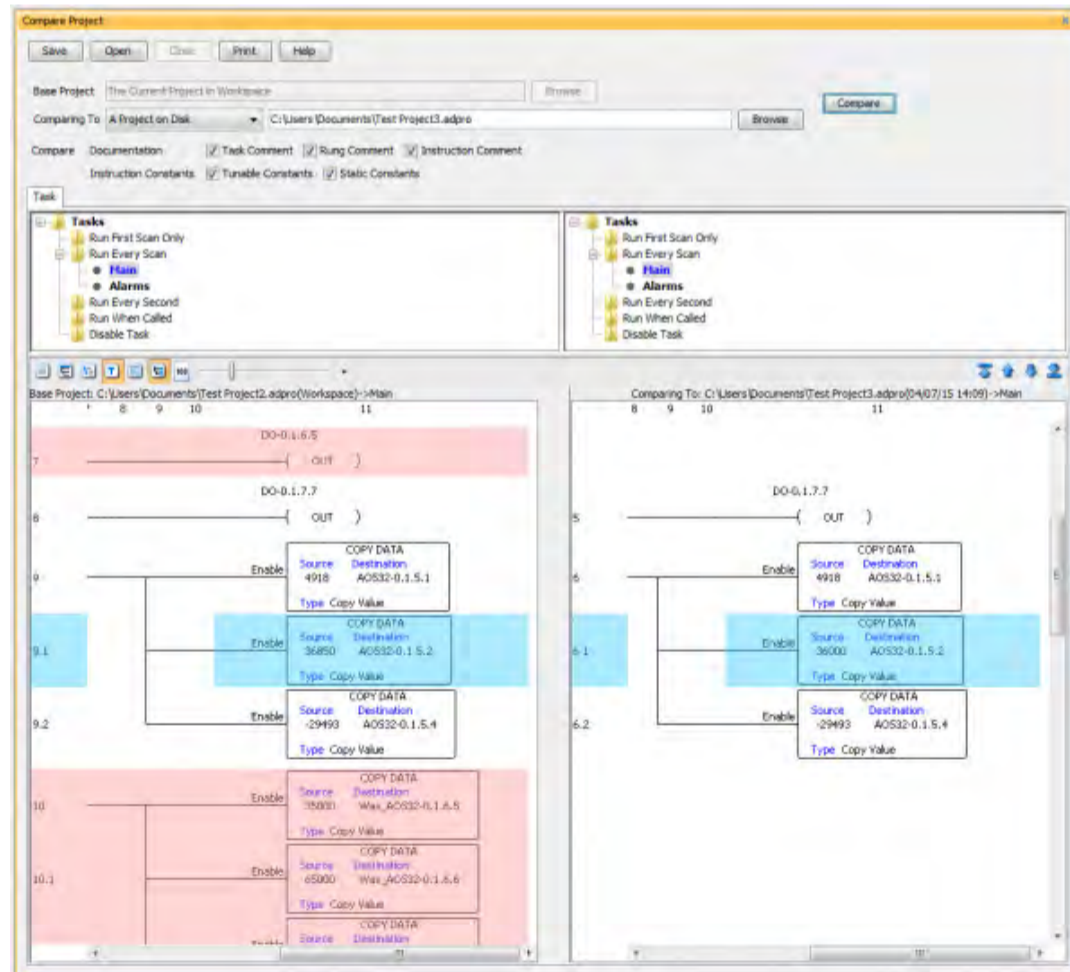 Compare Project
Save Open Close Print Help
Base Project The Current Project in Workspace Browse
Compare
Comparing To A Project on Disk C:\Users\Documents\Test Project3.adpro Browse
Compare Documentation Task Comment Rung Comment Instruction Comment
Instruction Constants Tunable Constants Static Constants
Task
Tasks
Run First Scan Only
Run Every Scan
Main
Alarms
Run Every Second
Run When Called
Disable Task
Tasks
Run First Scan Only
Run Every Scan
Main
Alarms
Run Every Second
Run When Called
Disable Task
Base Project: C:\Users\Documents\Test Project2.adpro(Workspace)->Main
8 9 10 11
DO-0.1.6.5
7 OUT
DO-0.1.7.7
8 OUT
COPY DATA
Enable Source Destination
9 4918 AOS32-0.1.5.1
Type Copy Value
COPY DATA
Enable Source Destination
9.1 36850 AOS32-0.1.5.2
Type Copy Value
COPY DATA
Enable Source Destination
9.2 -29493 AOS32-0.1.5.4
Type Copy Value
COPY DATA
Enable Source Destination
10 35000 Was_AOS32-0.1.6.5
Type Copy Value
COPY DATA
Enable Source Destination
10.1 65000 Was_AOS32-0.1.6.6
Type Copy Value
COPY DATA
Source Destination
Comparing To: C:\Users\Documents\Test Project3.adpro(04/07/15 14:09)->Main
8 9 10 11
DO-0.1.7.7
5 OUT
COPY DATA
Enable Source Destination
6 4918 AOS32-0.1.5.1
Type Copy Value
COPY DATA
Enable Source Destination
6.1 36000 AOS32-0.1.5.2
Type Copy Value
COPY DATA
Enable Source Destination
6.2 -29493 AOS32-0.1.5.4
Type Copy Value